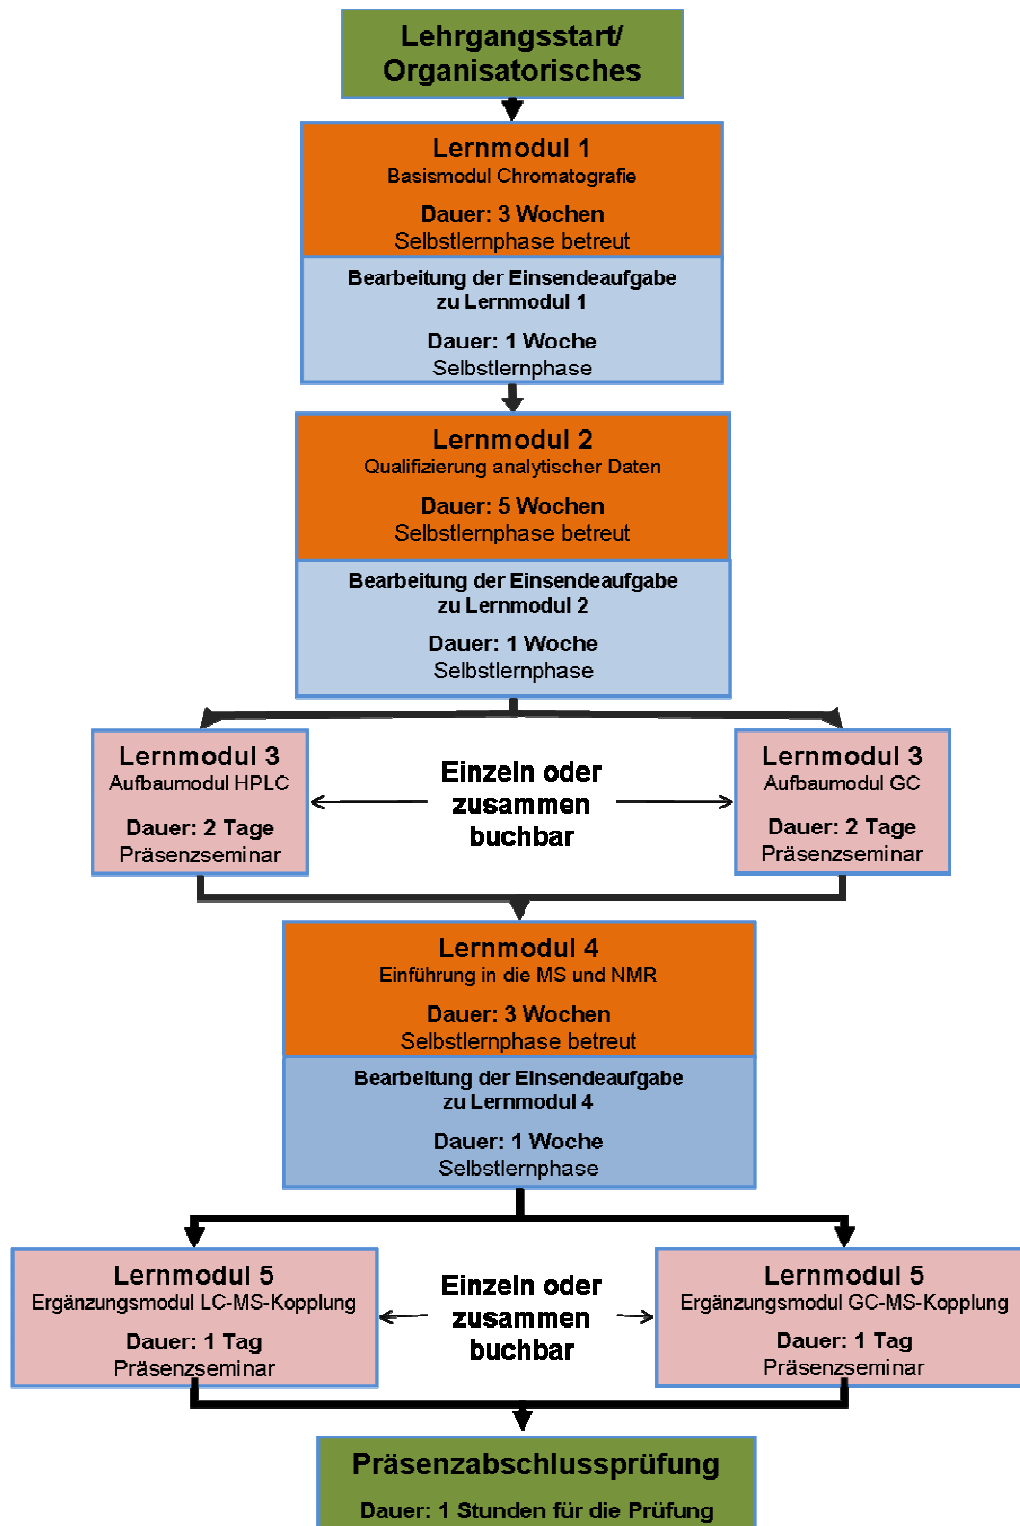 Lehrgangsstart/
Organisatorisches
Lernmodul 1
Basismodul Chromatografie
Dauer: 3 Wochen
Selbstlernphase betreut
Bearbeitung der Einsendeaufgabe
zu Lernmodul 1
Dauer: 1 Woche
Selbstlernphase
Lernmodul 2
Qualifizierung analytischer Daten
Dauer: 5 Wochen
Selbstlernphase betreut
Bearbeitung der Einsendeaufgabe
zu Lernmodul 2
Dauer: 1 Woche
Selbstlernphase
Lernmodul 3
Aufbaumodul HPLC
Dauer: 2 Tage
Präsenzseminar
Einzeln oder
zusammen
buchbar
Lernmodul 3
Aufbaumodul GC
Dauer: 2 Tage
Präsenzseminar
Lernmodul 4
Einführung in die MS und NMR
Dauer: 3 Wochen
Selbstlernphase betreut
Bearbeitung der Einsendeaufgabe
zu Lernmodul 4
Dauer: 1 Woche
Selbstlernphase
Lernmodul 5
Ergänzungsmodul LC-MS-Kopplung
Dauer: 1 Tag
Präsenzseminar
Einzeln oder
zusammen
buchbar
Lernmodul 5
Ergänzungsmodul GC-MS-Kopplung
Dauer: 1 Tag
Präsenzseminar
Präsenzabschlussprüfung
Dauer: 1 Stunden für die Prüfung